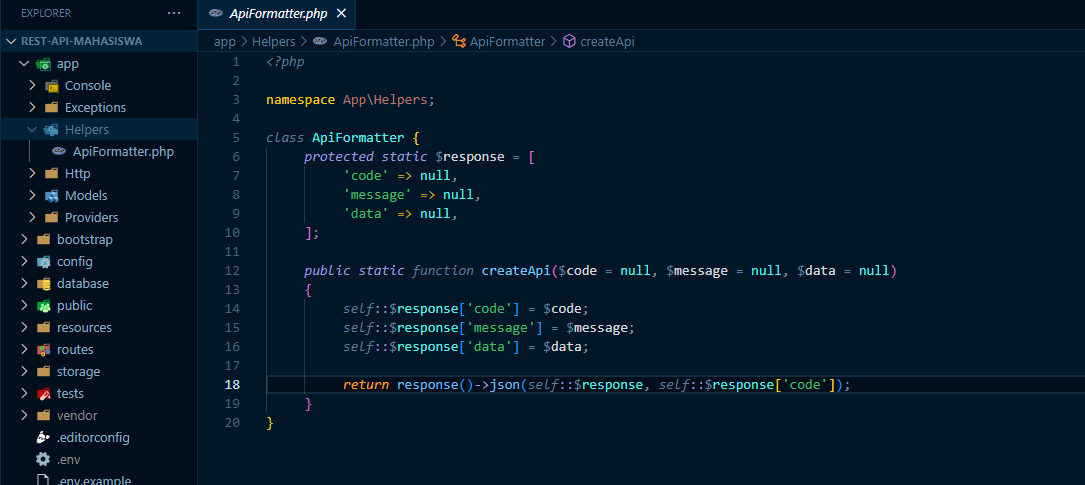 EXPLORER ···
REST-API-MAHASISWA
app
Console
Exceptions
Helpers
ApiFormatter.php
Http
Models
Providers
bootstrap
config
database
public
resources
routes
storage
tests
vendor
.editorconfig
.env
.env.example
ApiFormatter.php
app > Helpers > ApiFormatter.php > ApiFormatter > createApi
1 <?php
2
3 namespace App\Helpers;
4
5 class ApiFormatter {
6 protected static $response = [
7 'code' => null,
8 'message' => null,
9 'data' => null,
10 ];
11
12 public static function createApi($code = null, $message = null, $data = null)
13 {
14 self::$response['code'] = $code;
15 self::$response['message'] = $message;
16 self::$response['data'] = $data;
17
18 return response()->json(self::$response, self::$response['code']);
19 }
20 }